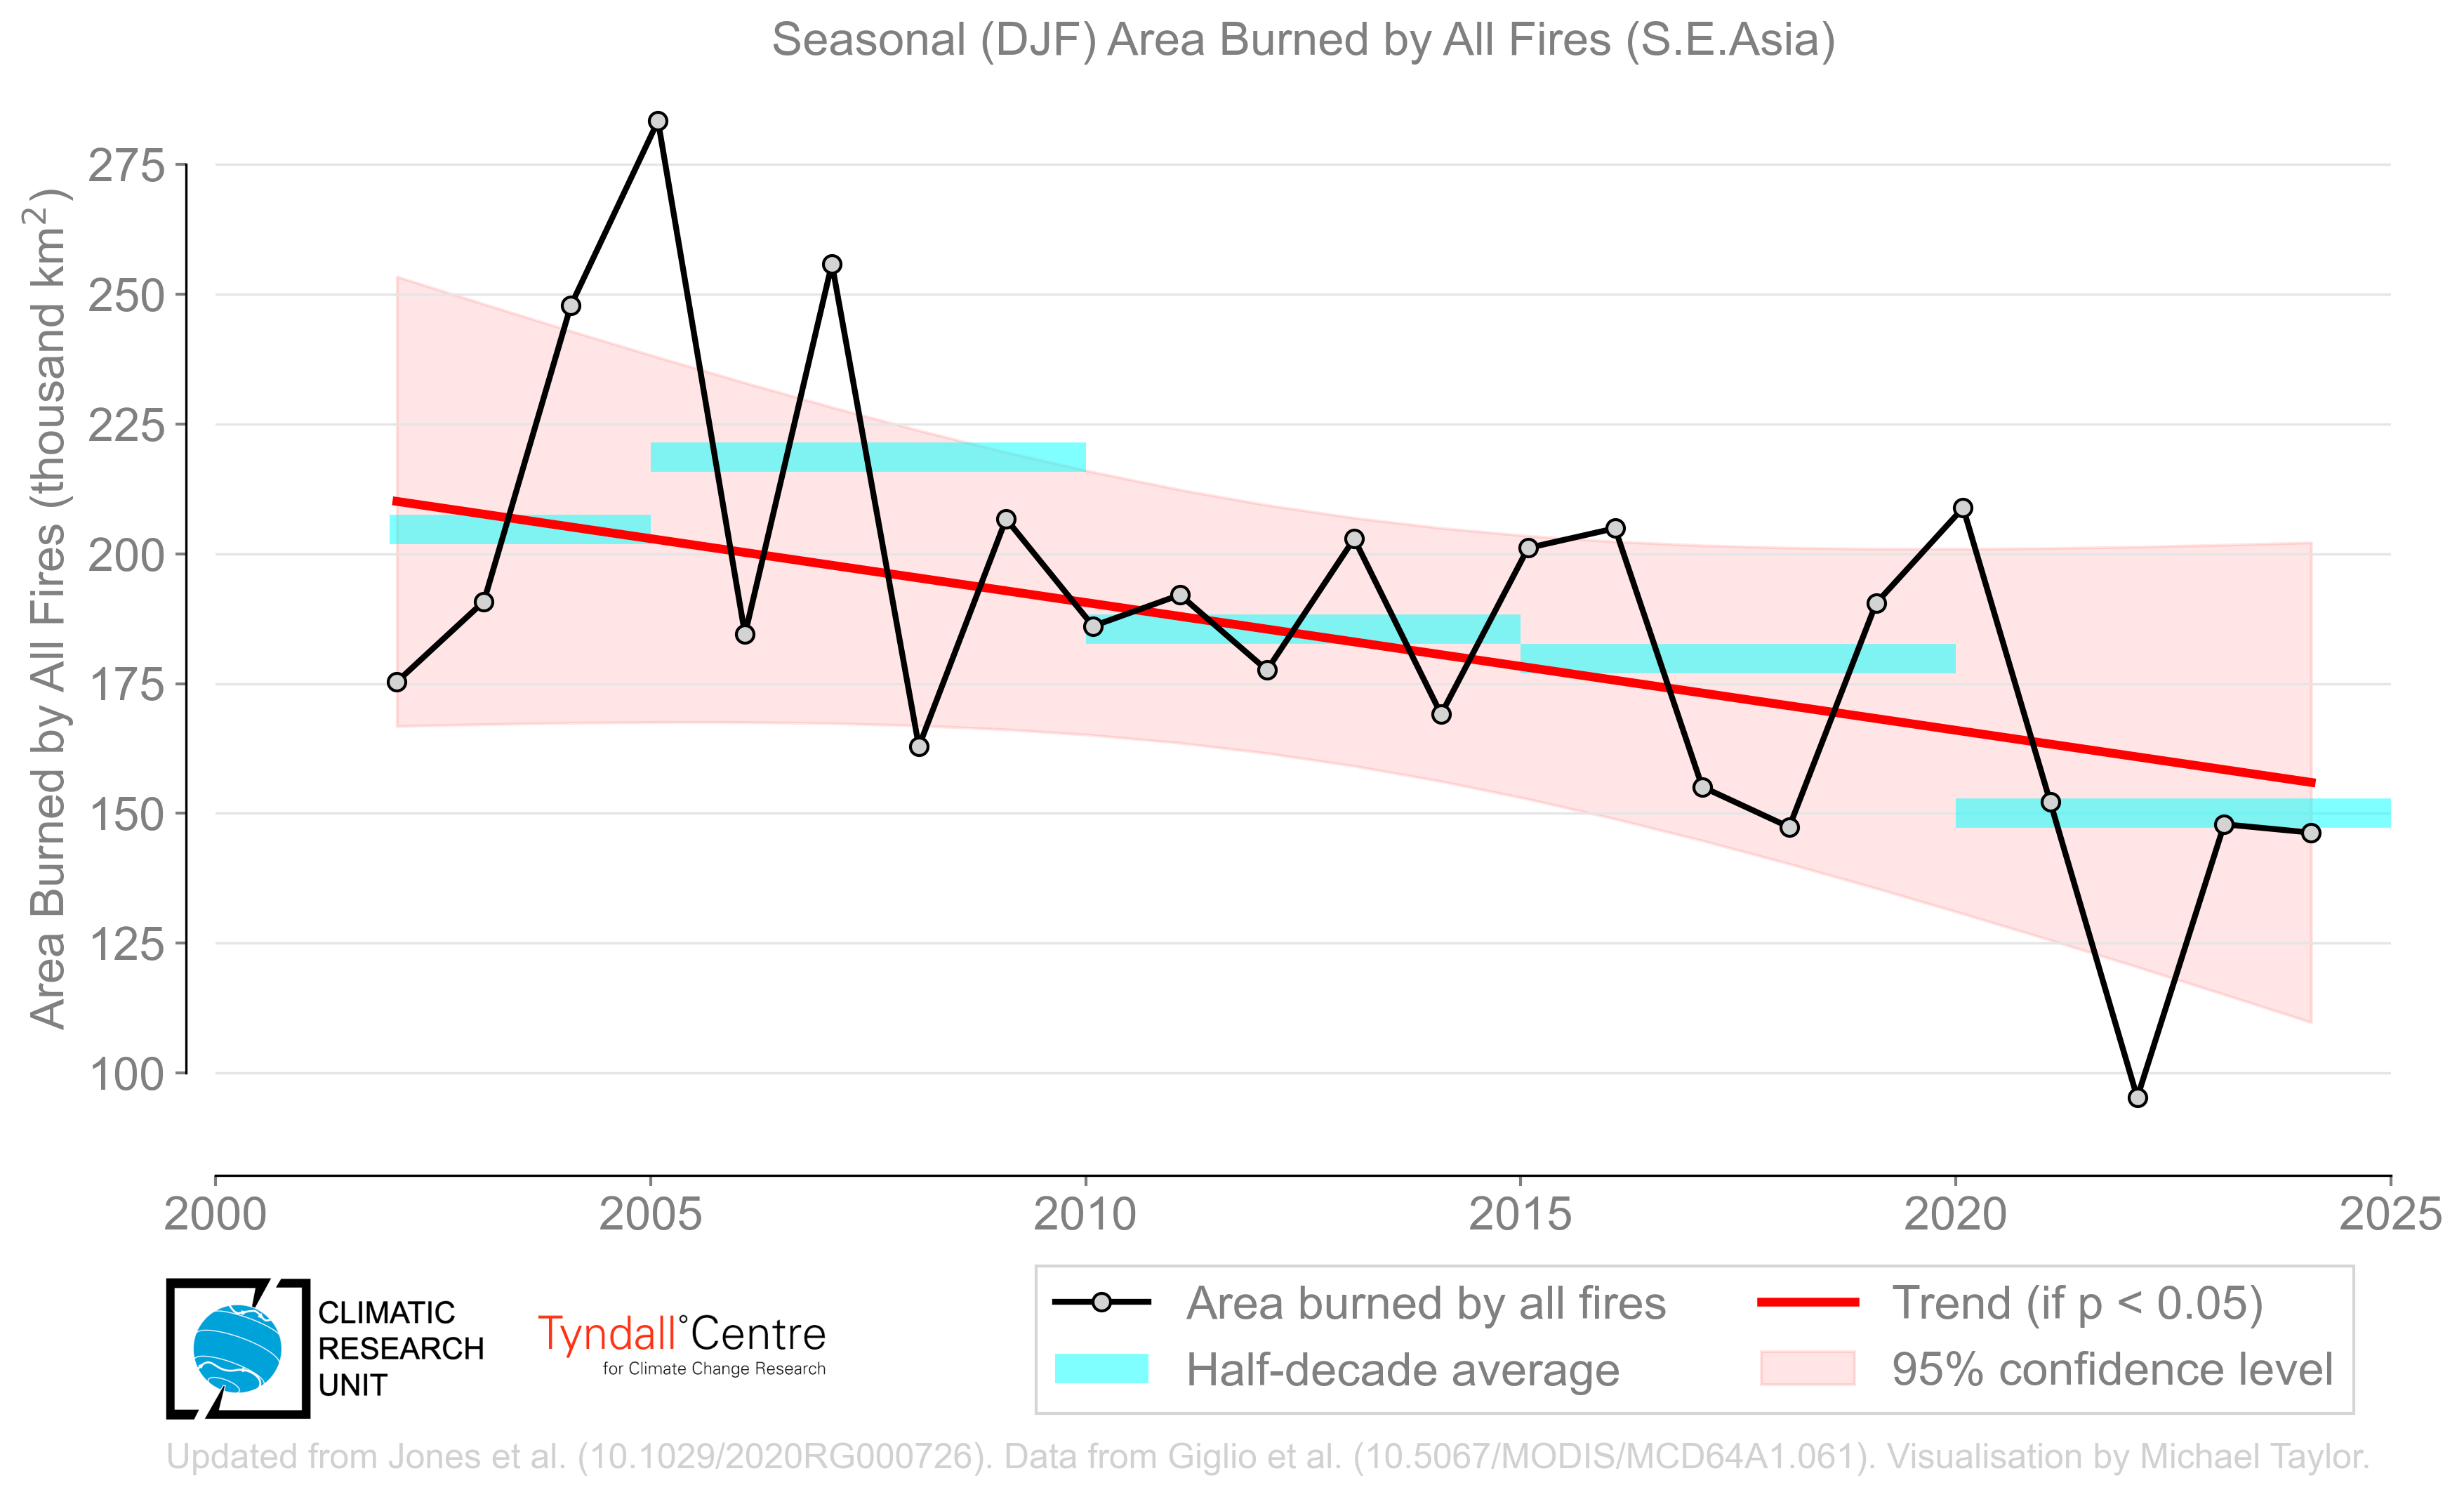 Seasonal (DJF) Area Burned by All Fires (S.E.Asia)
Area Burned by All Fires (thousand km²)
275
250
225
200
175
150
125
100
2000 2005 2010 2015 2020 2025
CLIMATIC
RESEARCH
UNIT
Tyndall°Centre
for Climate Change Research
Area burned by all fires
Half-decade average
Trend (if p < 0.05)
95% confidence level
Updated from Jones et al. (10.1029/2020RG000726). Data from Giglio et al. (10.5067/MODIS/MCD64A1.061). Visualisation by Michael Taylor.